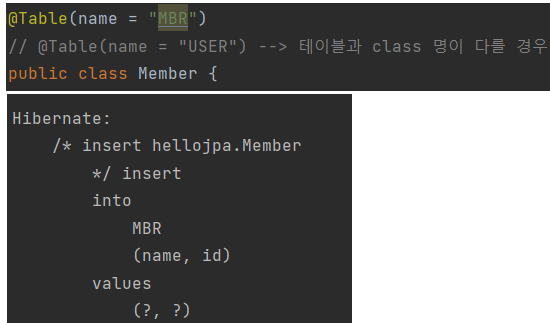 @Table(name = "MBR")
// @Table(name = "USER") --> 테이블과 class 명이 다를 경우
public class Member {
Hibernate:
/* insert hellojpa.Member
*/ insert
into
MBR
(name, id)
values
(?, ?)